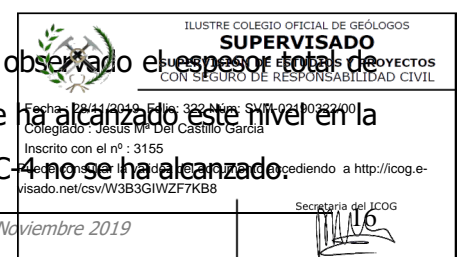 ILUSTRE COLEGIO OFICIAL DE GEÓLOGOS
SUPERVISADO
SUPERVISIÓN DE ESTUDIOS Y PROYECTOS
CON SEGURO DE RESPONSABILIDAD CIVIL
observado el espesor total de
Fecha : 28/11/2019 Folio: 322 Núm: SVM-02190322/00
e ha alcanzado este nivel en la
Colegiado : Jesús Mª Del Castillo García
Inscrito con el nº : 3155
C-4 no se ha alcanzado.
Puede consultar la validez del documento accediendo a http://icog.e-
visado.net/csv/W3B3GIWZF7KB8
Secretaría del ICOG
Noviembre 2019
16